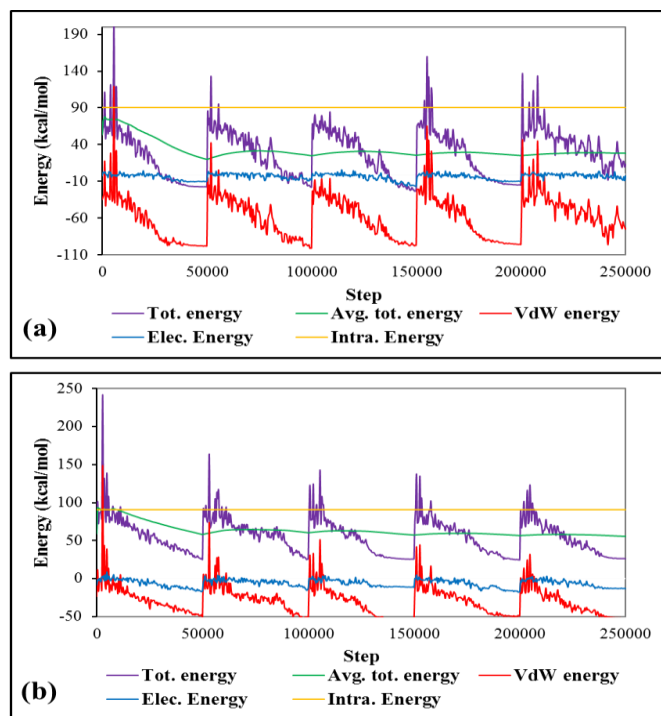 190
140
90
40
-10
-60
-110
Energy (kcal/mol)
0 50000 100000 150000 200000 250000
Step
Tot. energy Avg. tot. energy VdW energy
Elec. Energy Intra. Energy
(a)
250
200
150
100
50
0
-50
Energy (kcal/mol)
0 50000 100000 150000 200000 250000
Step
Tot. energy Avg. tot. energy VdW energy
Elec. Energy Intra. Energy
(b)